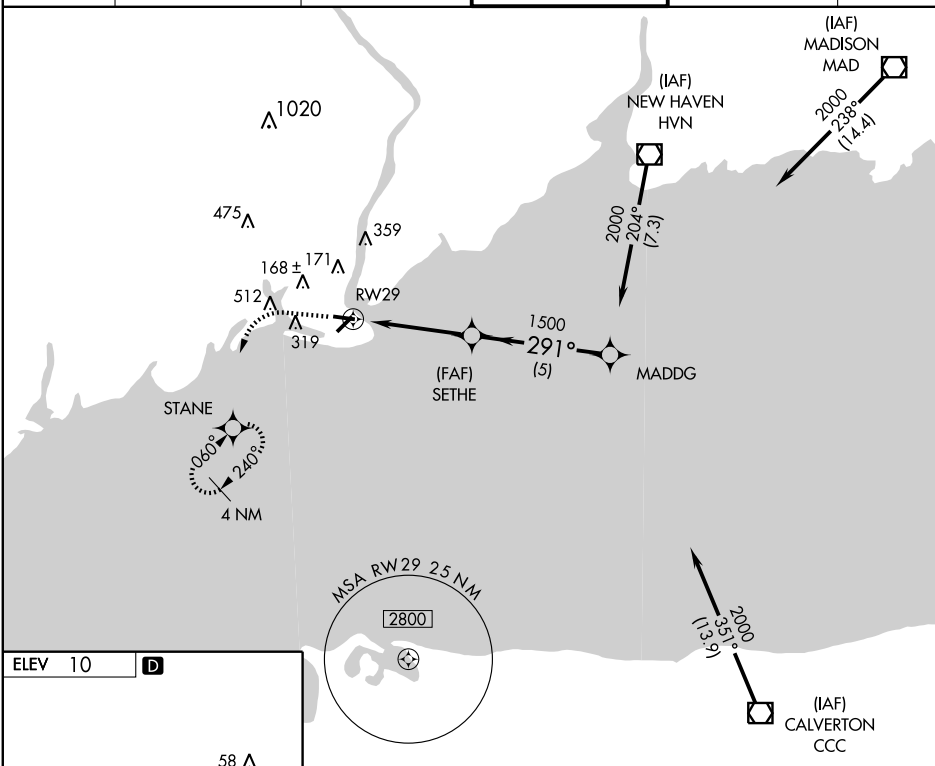 (IAF)
MADISON
MAD
2000
238°
(14.4)
(IAF)
NEW HAVEN
HVN
2000
204°
(7.3)
1020
475
359
168 ±
171
512
319
RW29
1500
291°
(5)
(FAF)
SETHE
MADDG
STANE
060°
240°
4 NM
MSA RW29 25 NM
2800
2000
351°
(13.9)
(IAF)
CALVERTON
CCC
ELEV 10
D
58